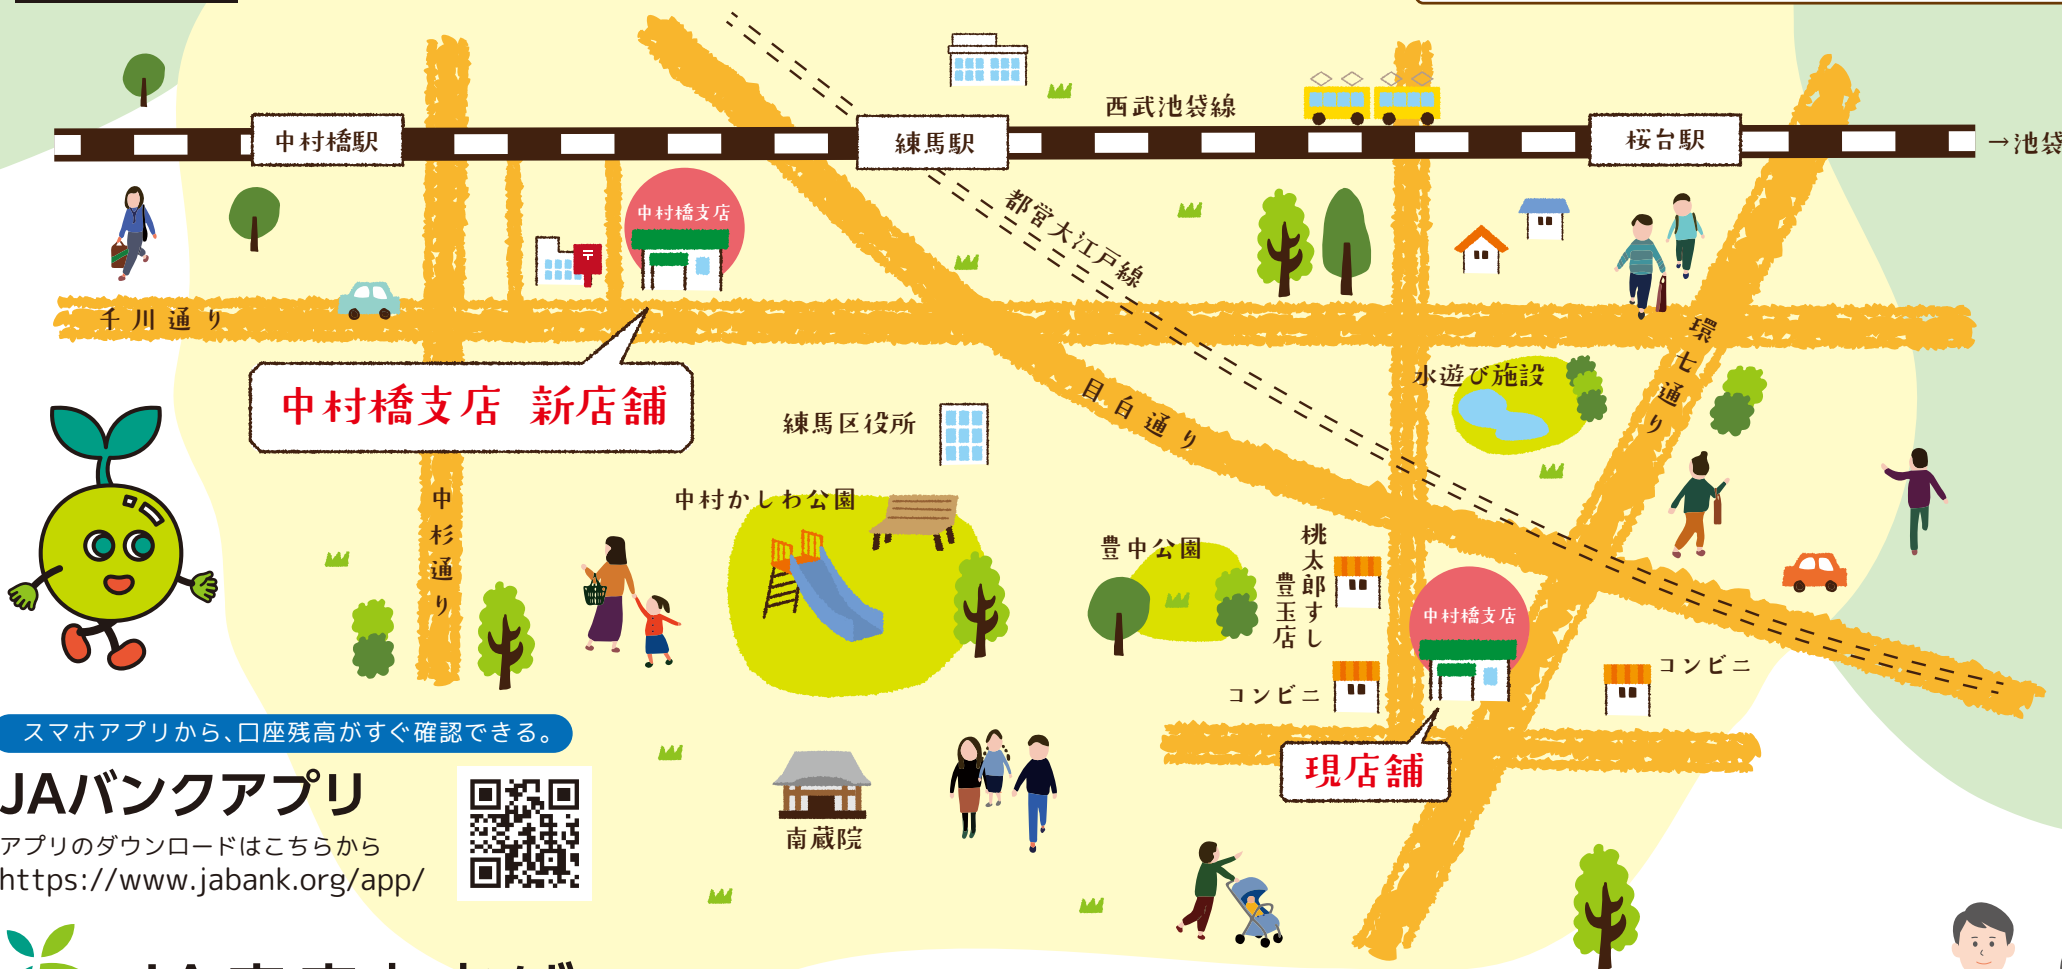 西武池袋線
中村橋駅
練馬駅
桜台駅
→池袋
都営大江戸線
中村橋支店
千川通り
環七通り
中村橋支店 新店舗
目白通り
水遊び施設
練馬区役所
中杉通り
中村かしわ公園
豊中公園
桃太郎すし
豊玉店
中村橋支店
コンビニ
コンビニ
現店舗
南蔵院
スマホアプリから、口座残高がすぐ確認できる。
JAバンクアプリ
アプリのダウンロードはこちらから
https://www.jabank.org/app/